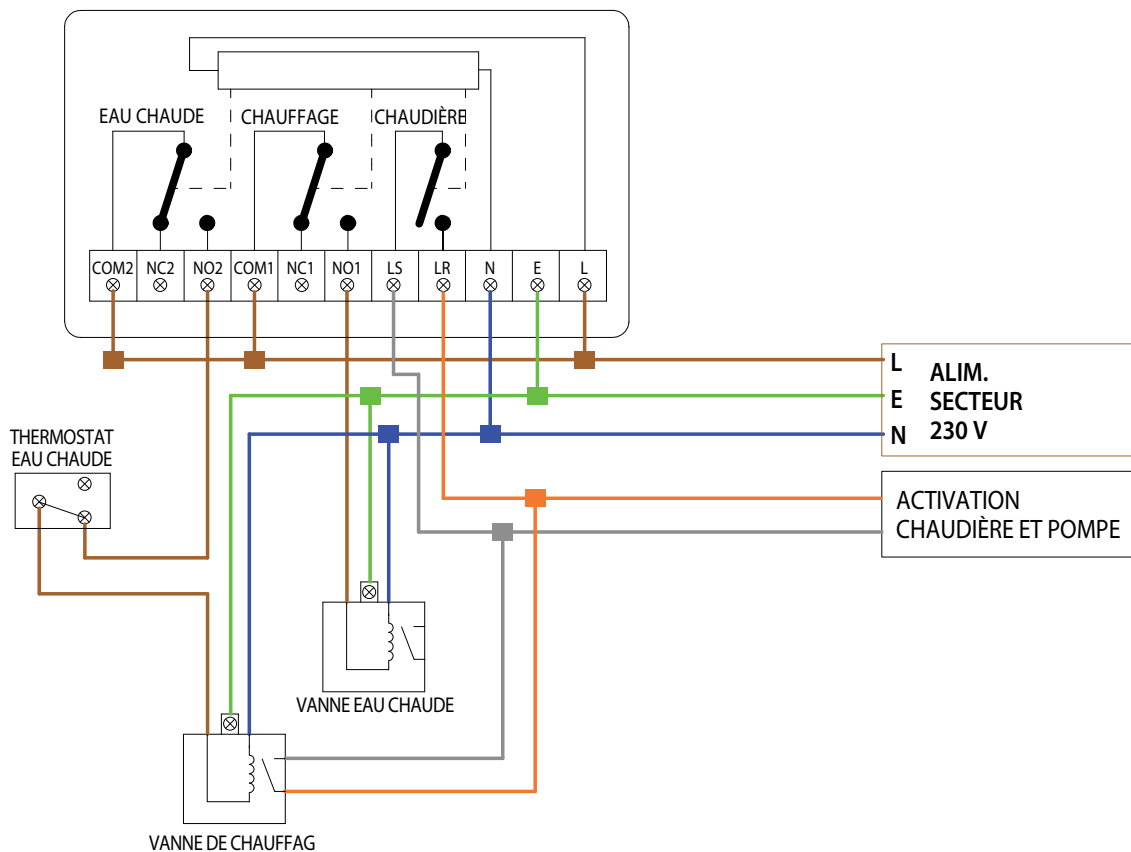 EAU CHAUDE
CHAUFFAGE
CHAUDIÈRE
COM2 NC2 NO2 COM1 NC1 NO1 LS LR N E L
L
E
N
ALIM.
SECTEUR
230 V
THERMOSTAT
EAU CHAUDE
ACTIVATION
CHAUDIÈRE ET POMPE
VANNE EAU CHAUDE
VANNE DE CHAUFFAG